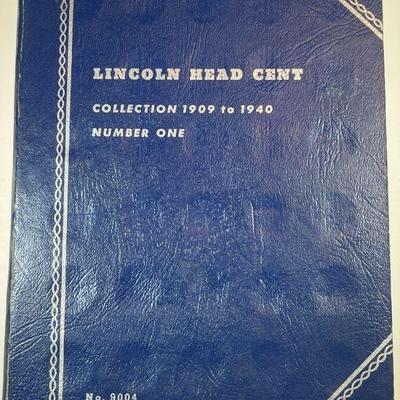 LINCOLN HEAD CENT
COLLECTION 1909 to 1940
NUMBER ONE
No. 9004